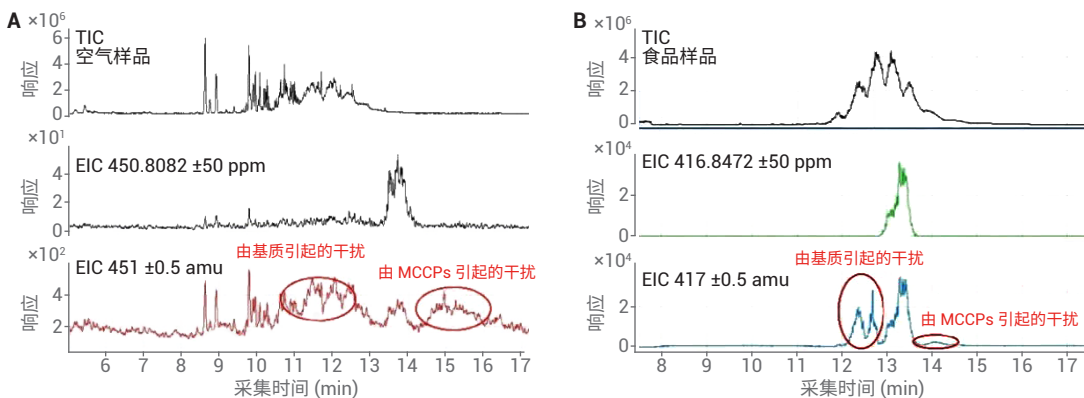 A
×10⁶
TIC
空气样品
响应
6
4
2
0
×10¹
EIC 450.8082 ±50 ppm
响应
4
2
0
×10²
EIC 451 ±0.5 amu
由基质引起的干扰
由 MCCPs 引起的干扰
响应
4
2
6 7 8 9 10 11 12 13 14 15 16 17
采集时间 (min)
B
×10⁶
TIC
食品样品
响应
4
2
0
×10⁴
EIC 416.8472 ±50 ppm
响应
2
0
×10⁴
由基质引起的干扰
EIC 417 ±0.5 amu
由 MCCPs 引起的干扰
响应
2
0
8 9 10 11 12 13 14 15 16 17
采集时间 (min)